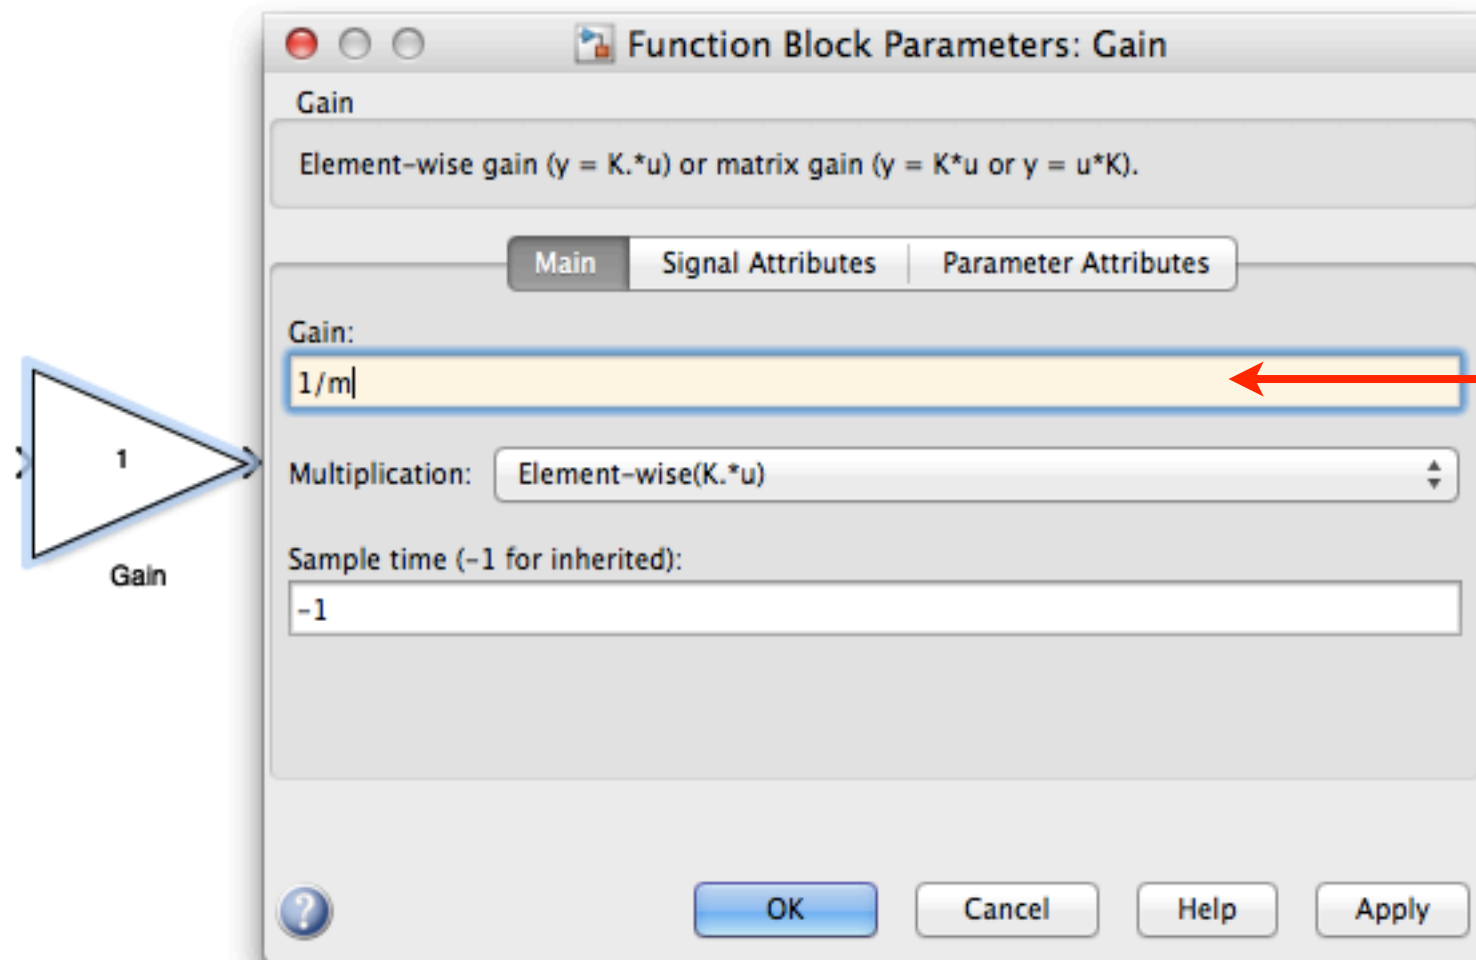 Function Block Parameters: Gain
Gain
Element-wise gain (y = K.*u) or matrix gain (y = K*u or y = u*K).
Main Signal Attributes Parameter Attributes
Gain:
1/m
1
Multiplication: Element-wise(K.*u)
Sample time (-1 for inherited):
Gain
-1
? OK Cancel Help Apply